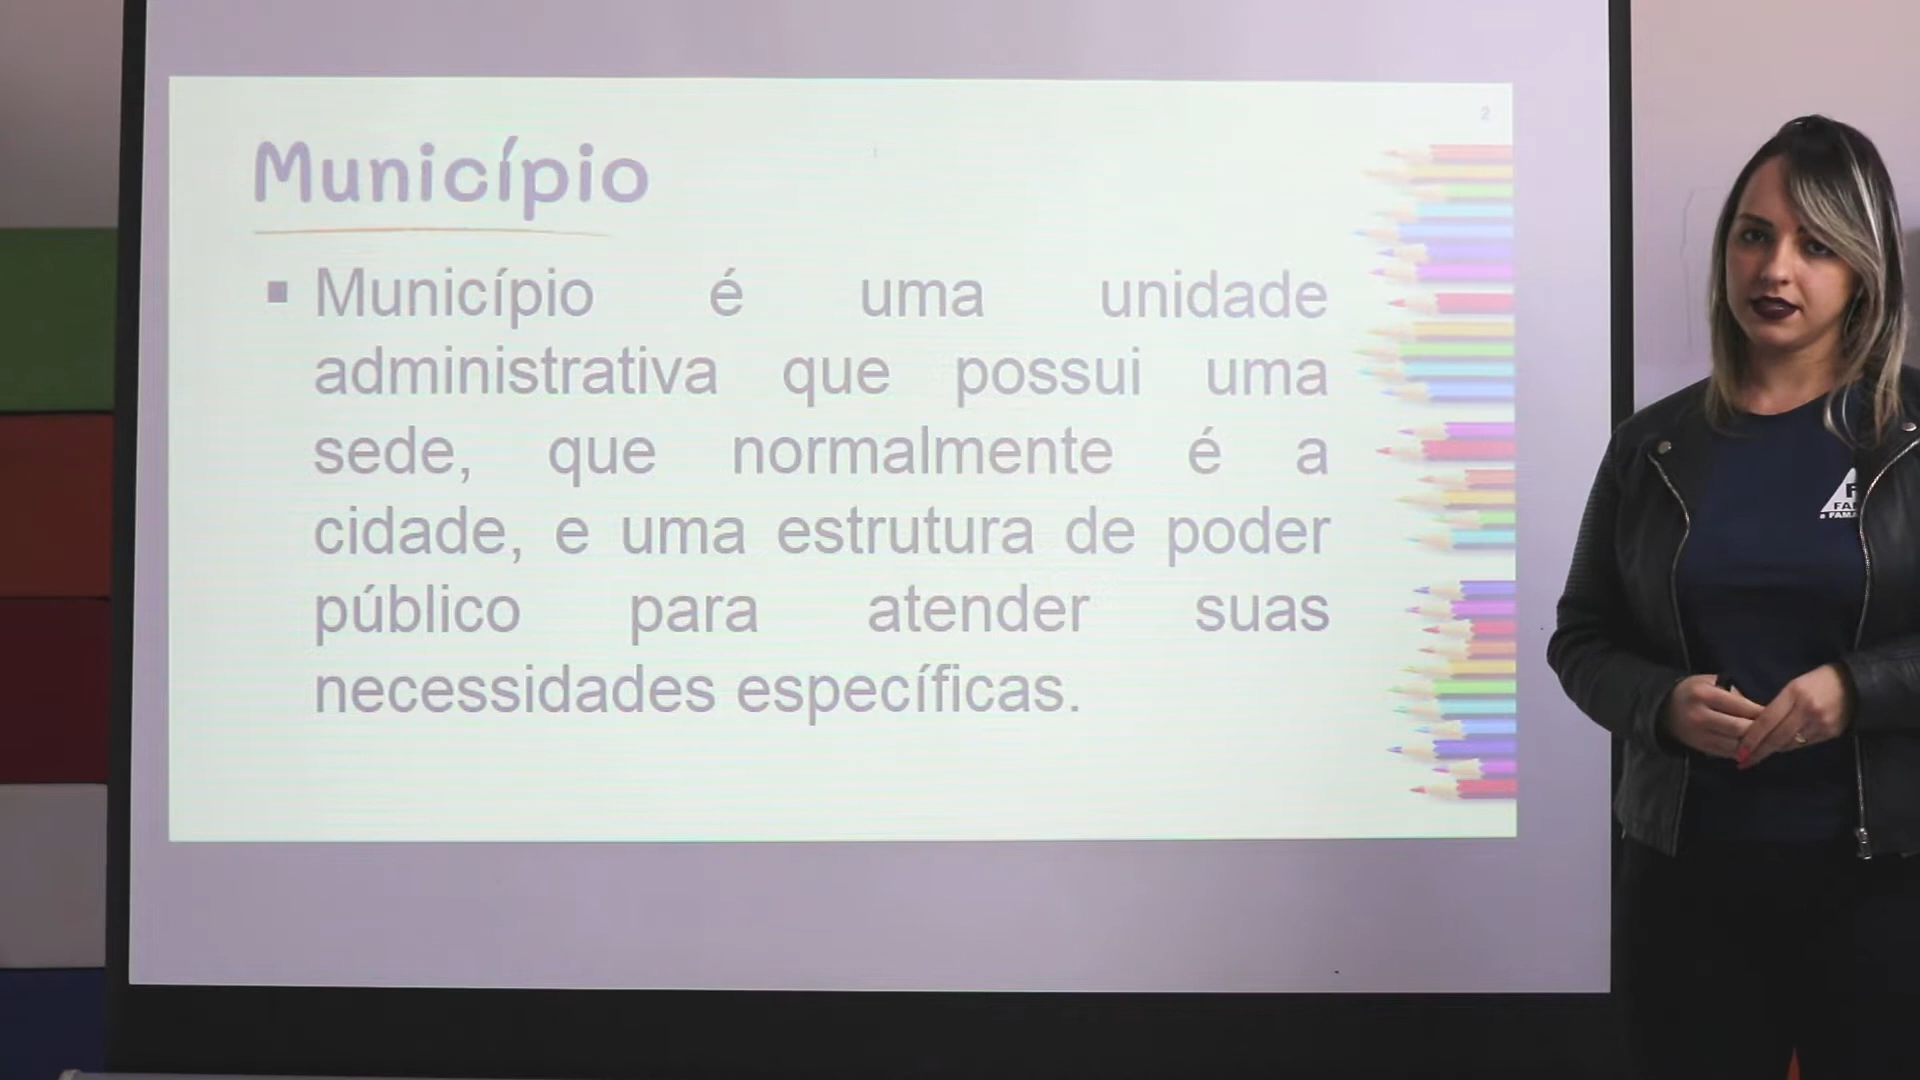 2
Município
▪ Município é uma unidade
administrativa que possui uma
sede, que normalmente é a
cidade, e uma estrutura de poder
público para atender suas
necessidades específicas.